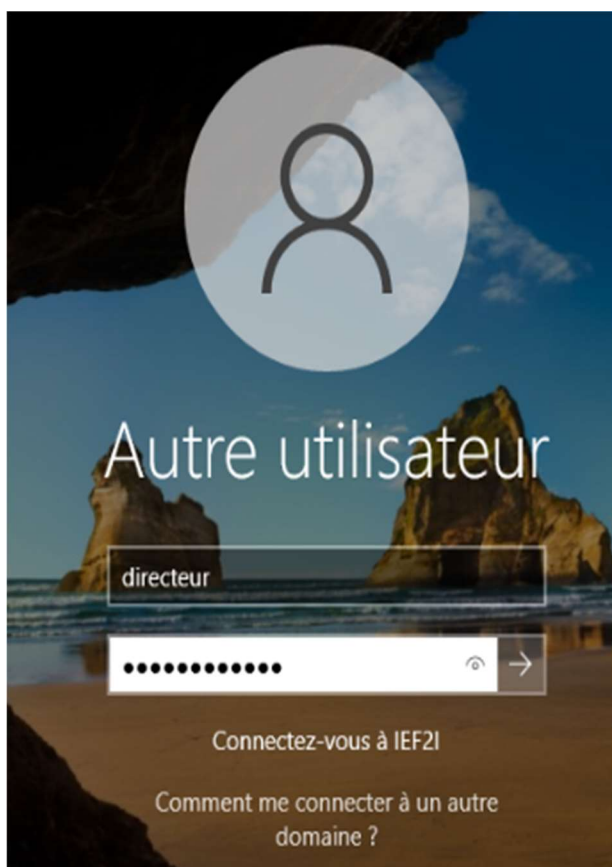 Autre utilisateur
directeur
Connectez-vous à IEF2I
Comment me connecter à un autre
domaine ?